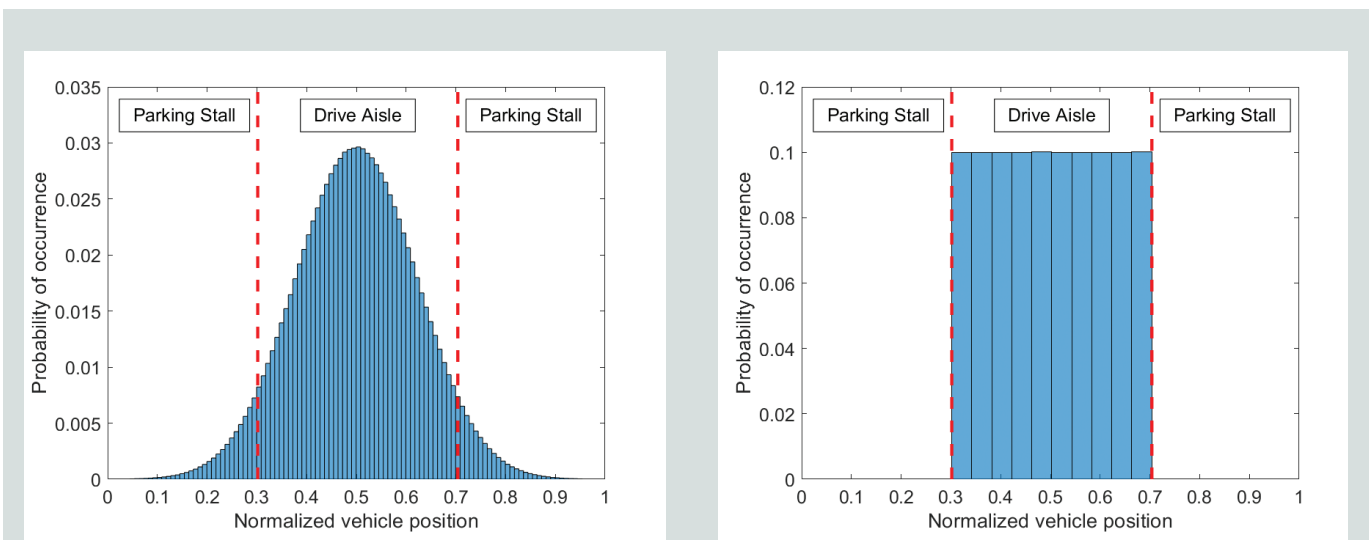 0.035
0.03
0.025
0.02
0.015
0.01
0.005
0
Probability of occurrence
Parking Stall
Drive Aisle
Parking Stall
0 0.1 0.2 0.3 0.4 0.5 0.6 0.7 0.8 0.9 1
Normalized vehicle position
0.12
0.1
0.08
0.06
0.04
0.02
0
Probability of occurrence
Parking Stall
Drive Aisle
Parking Stall
0 0.1 0.2 0.3 0.4 0.5 0.6 0.7 0.8 0.9 1
Normalized vehicle position